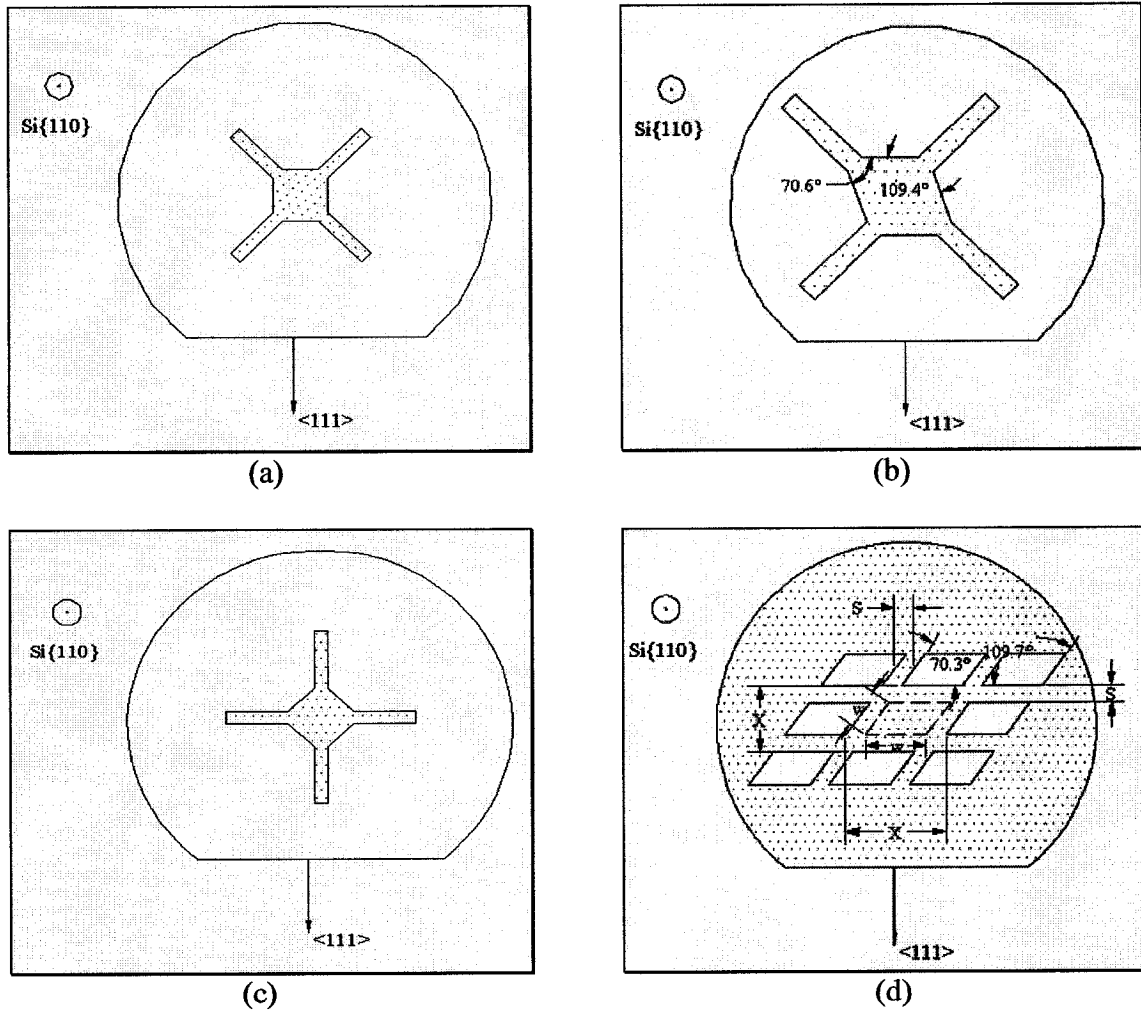 Si{110}
<111>
(a)
Si{110}
70.6°
109.4°
<111>
(b)
Si{110}
<111>
(c)
Si{110}
S
70.3°
109.7°
S
X
w
w
X
<111>
(d)